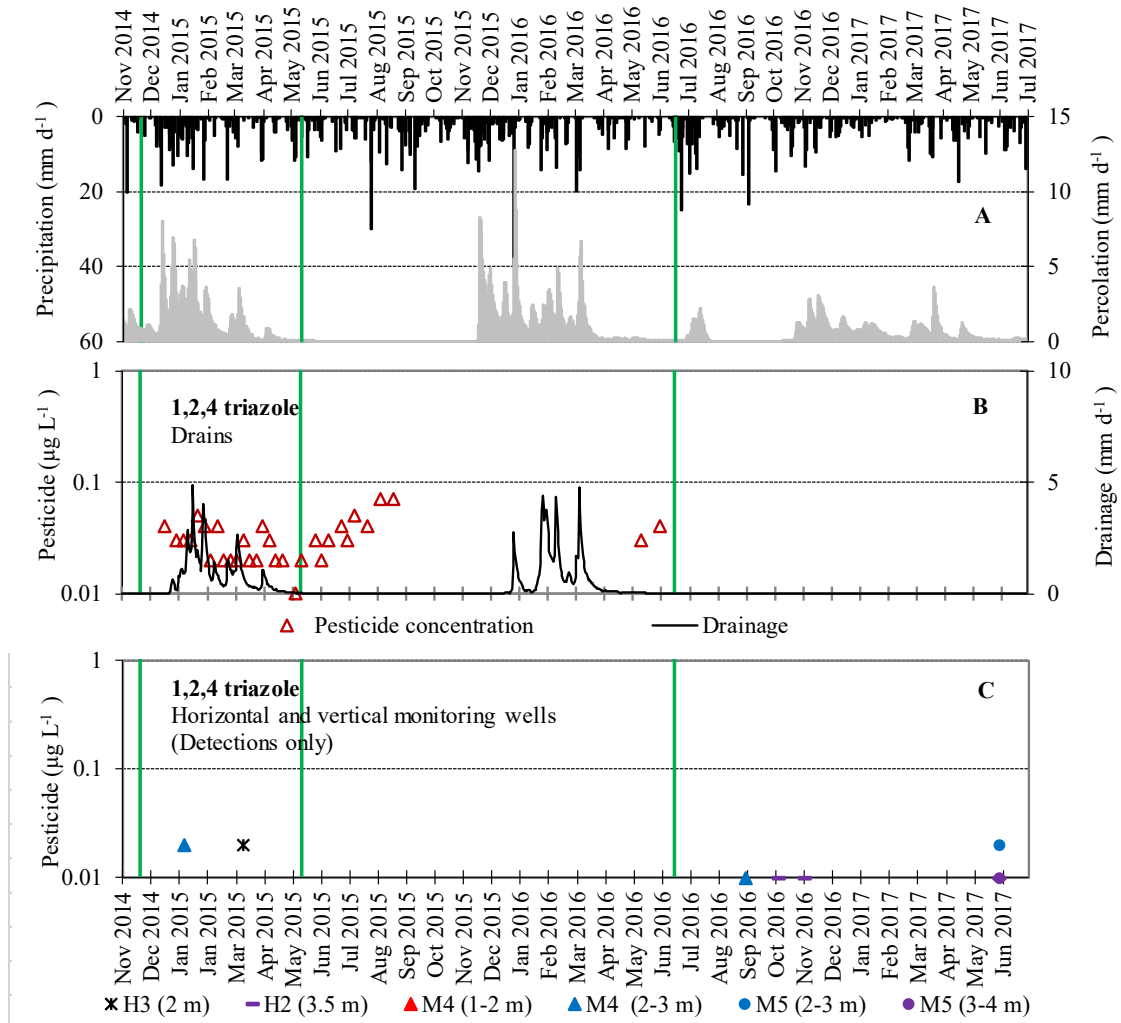 Nov 2014
Dec 2014
Jan 2015
Feb 2015
Mar 2015
Apr 2015
May 2015
Jun 2015
Jul 2015
Aug 2015
Sep 2015
Oct 2015
Nov 2015
Dec 2015
Jan 2016
Feb 2016
Mar 2016
Apr 2016
May 2016
Jun 2016
Jul 2016
Aug 2016
Sep 2016
Oct 2016
Nov 2016
Dec 2016
Jan 2017
Feb 2017
Mar 2017
Apr 2017
May 2017
Jun 2017
Jul 2017
Precipitation (mm d-1)
0
20
40
60
A
15
10
5
0
Percolation (mm d-1)
Pesticide (µg L-1)
1
0.1
0.01
1,2,4 triazole
Drains
B
10
5
0
Drainage (mm d-1)
Pesticide concentration
Drainage
Pesticide (µg L-1)
1
0.1
0.01
1,2,4 triazole
Horizontal and vertical monitoring wells
(Detections only)
C
Nov 2014
Dec 2014
Jan 2015
Jan 2015
Mar 2015
Apr 2015
May 2015
Jun 2015
Jul 2015
Aug 2015
Sep 2015
Oct 2015
Nov 2015
Dec 2015
Jan 2016
Feb 2016
Mar 2016
Apr 2016
May 2016
Jun 2016
Jul 2016
Aug 2016
Sep 2016
Oct 2016
Nov 2016
Dec 2016
Jan 2017
Feb 2017
Mar 2017
Apr 2017
May 2017
Jun 2017
H3 (2 m)
H2 (3.5 m)
M4 (1-2 m)
M4 (2-3 m)
M5 (2-3 m)
M5 (3-4 m)